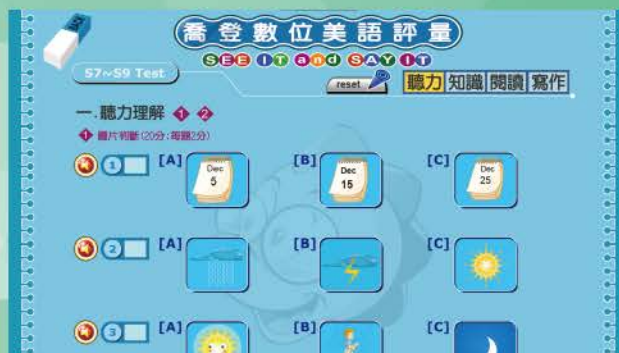 BACK
喬登數位美語評量
SEE IT and SAY IT
S7~S9 Test
reset
聽力 知識 閱讀 寫作
一.聽力理解 1 2
1 圖片判斷(20分;每題2分)
1 [A] Dec 5 [B] Dec 15 [C] Dec 25
2 [A] [B] [C]
3 [A] [B] [C]